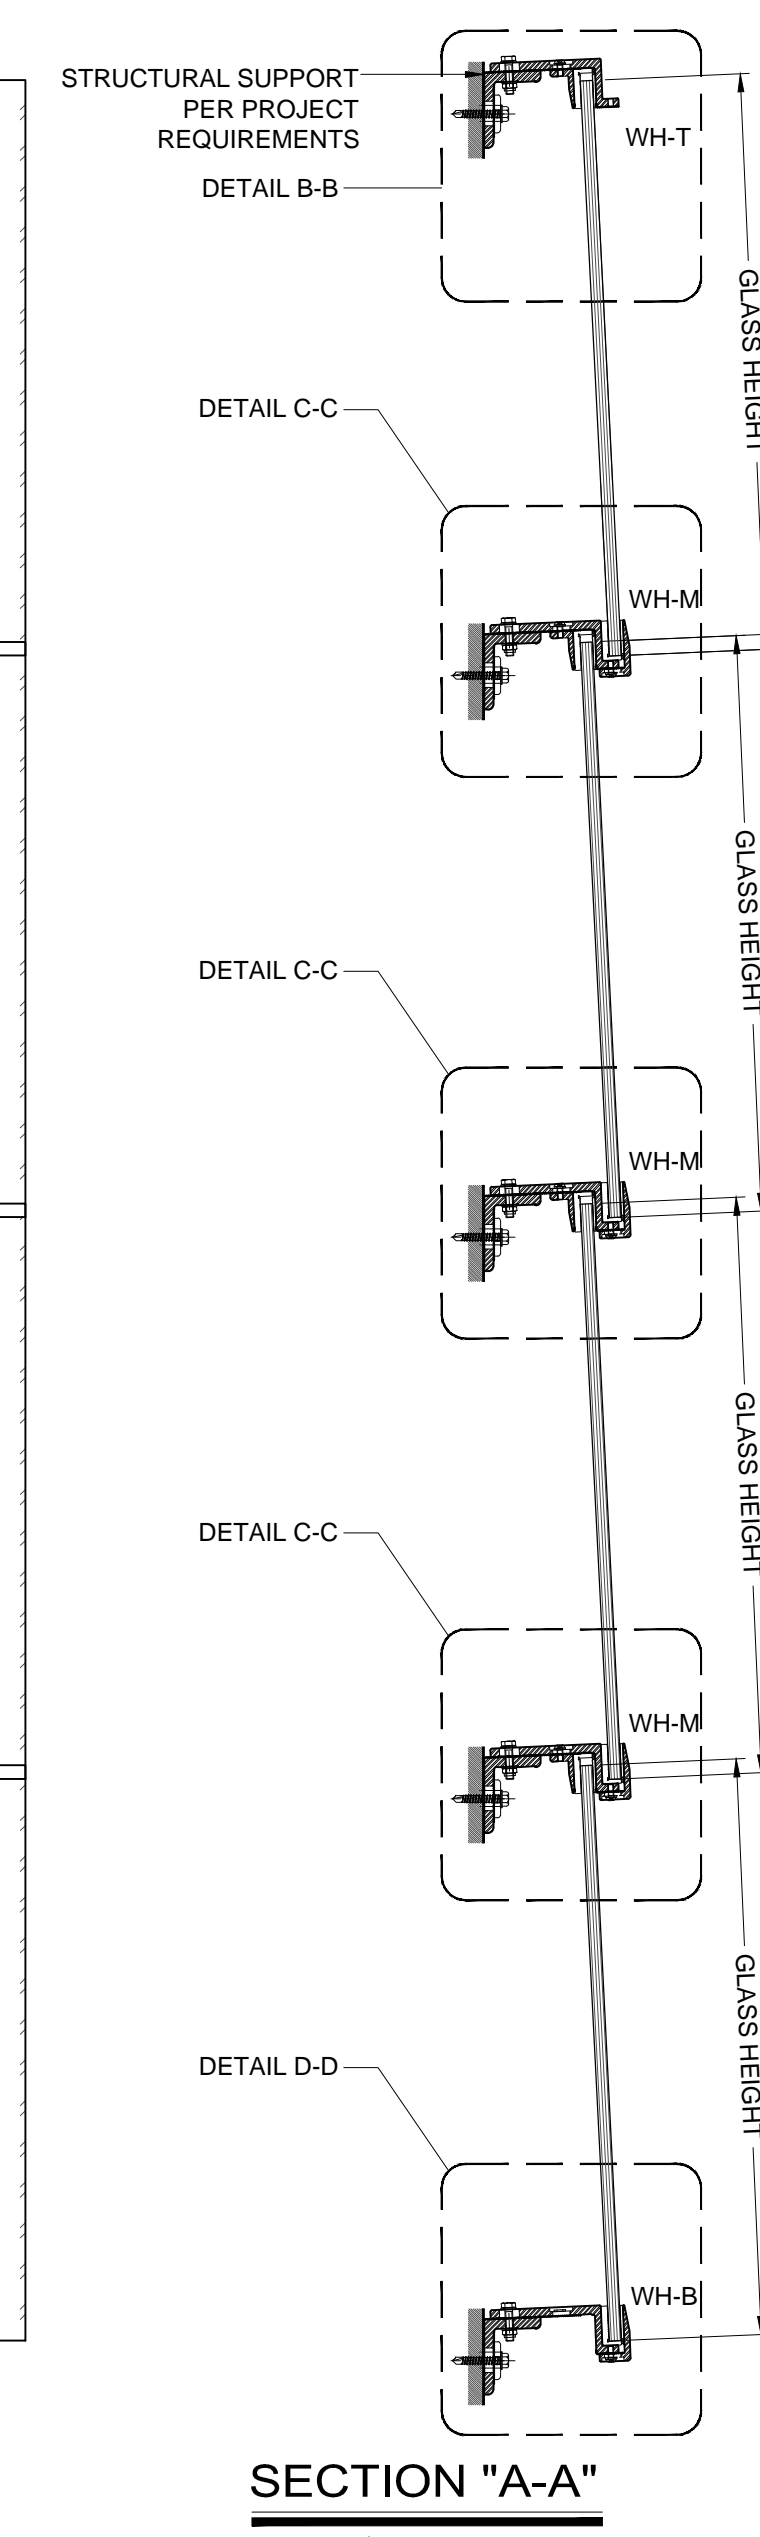 STRUCTURAL SUPPORT
PER PROJECT
REQUIREMENTS
WH-T
DETAIL B-B
GLASS HEIGHT
DETAIL C-C
WH-M
GLASS HEIGHT
DETAIL C-C
WH-M
GLASS HEIGHT
DETAIL C-C
WH-M
GLASS HEIGHT
DETAIL D-D
WH-B
SECTION "A-A"